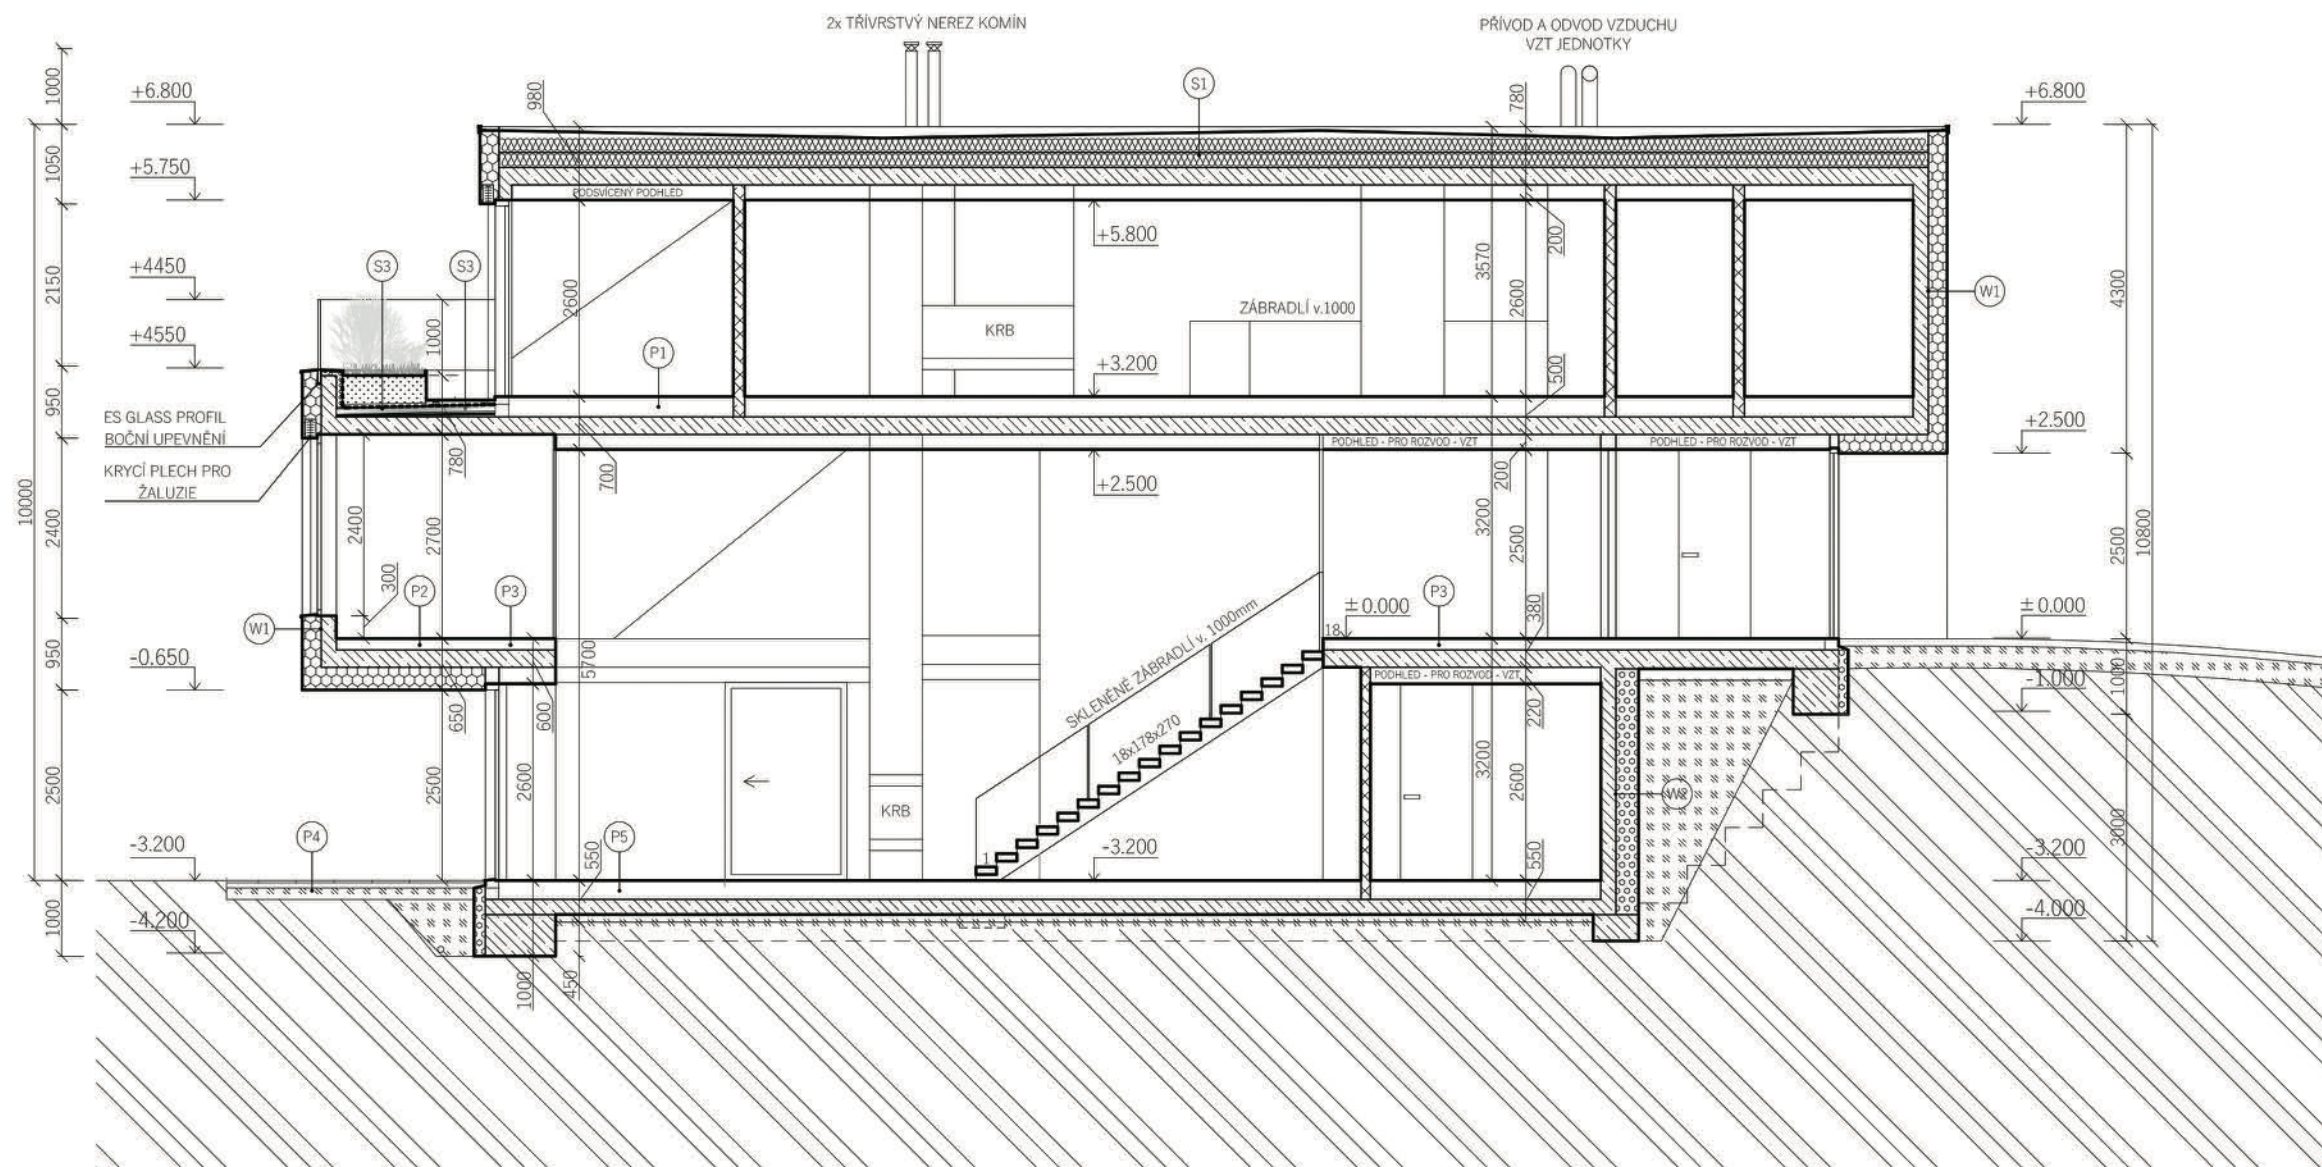 2x TŘÍVRSTVÝ NEREZ KOMÍN
PŘÍVOD A ODVOD VZDUCHU
VZT JEDNOTKY
1000
+6.800
980
S1
780
+6.800
1050
+5.750
PODSVÍCENÝ PODHLED
+5.800
200
+4450
S3
S3
2150
2600
3570
2600
W1
4300
ZÁBRADLÍ v.1000
KRB
+4550
1000
P1
+3.200
500
950
ES GLASS PROFIL
BOČNÍ UPEVNĚNÍ
KRYCÍ PLECH PRO
ŽALUZIE
780
700
PODHLED - PRO ROZVOD - VZT
PODHLED - PRO ROZVOD - VZT
+2.500
+2.500
200
10000
2400
2400
2700
3200
2500
2500
10800
300
P2
P3
W1
SKLENĚNÉ ZÁBRADLÍ v. 1000mm
18
± 0.000
P3
380
± 0.000
950
-0.650
650
600
5700
PODHLED - PRO ROZVOD - VZT
220
-1.000
1000
18x178x270
2500
2500
2600
KRB
3200
2600
W2
3000
P4
-3.200
550
P5
1
-3.200
550
-3.200
1000
-4.200
1000
450
-4.000